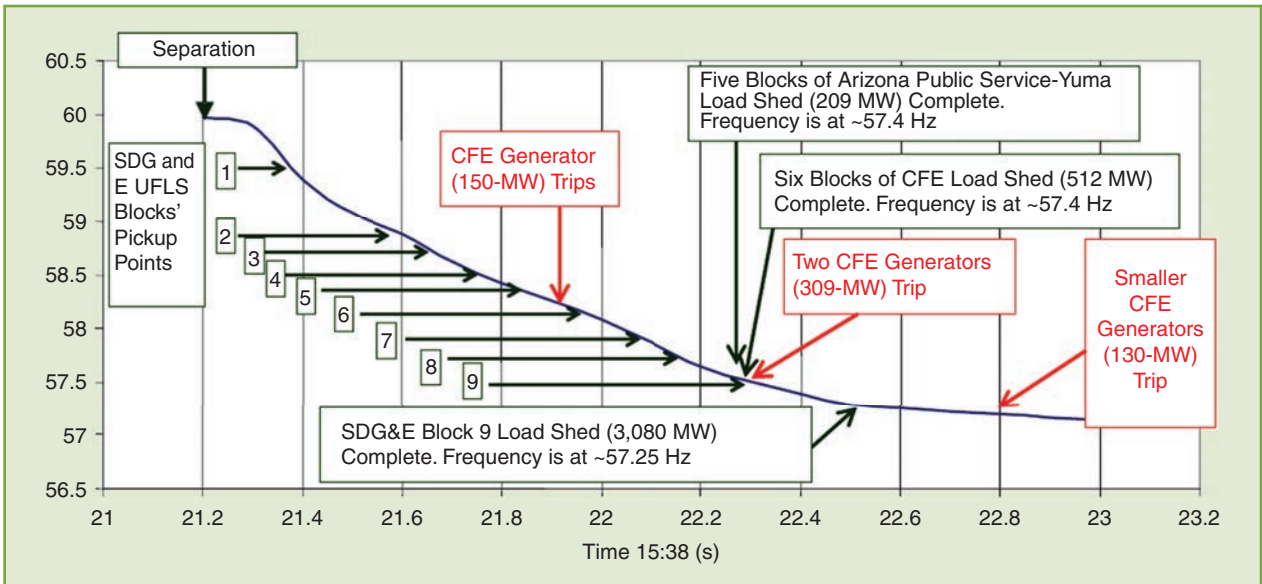 Separation
60.5
60
59.5
59
58.5
58
57.5
57
56.5
SDG and
E UFLS
Blocks'
Pickup
Points
1
2
3
4
5
6
7
8
9
CFE Generator
(150-MW) Trips
Five Blocks of Arizona Public Service-Yuma
Load Shed (209 MW) Complete.
Frequency is at ~57.4 Hz
Six Blocks of CFE Load Shed (512 MW)
Complete. Frequency is at ~57.4 Hz
Two CFE Generators
(309-MW) Trip
Smaller
CFE
Generators
(130-MW)
Trip
SDG&E Block 9 Load Shed (3,080 MW)
Complete. Frequency is at ~57.25 Hz
21 21.2 21.4 21.6 21.8 22 22.2 22.4 22.6 22.8 23 23.2
Time 15:38 (s)